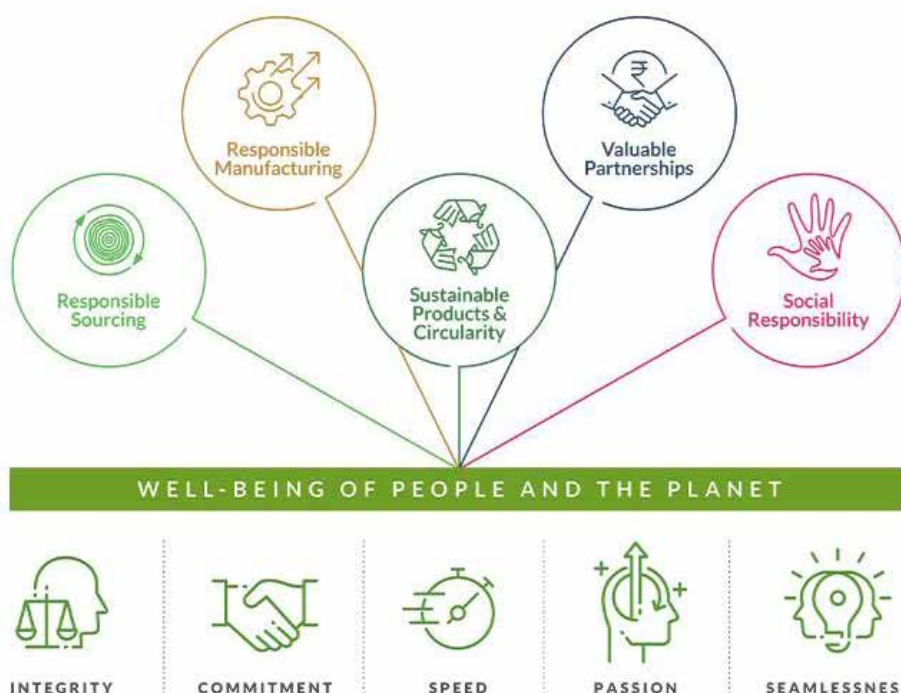 Responsible
Manufacturing
₹
Valuable
Partnerships
Responsible
Sourcing
Sustainable
Products &
Circularity
Social
Responsibility
WELL-BEING OF PEOPLE AND THE PLANET
INTEGRITY
COMMITMENT
SPEED
PASSION
SEAMLESSNES